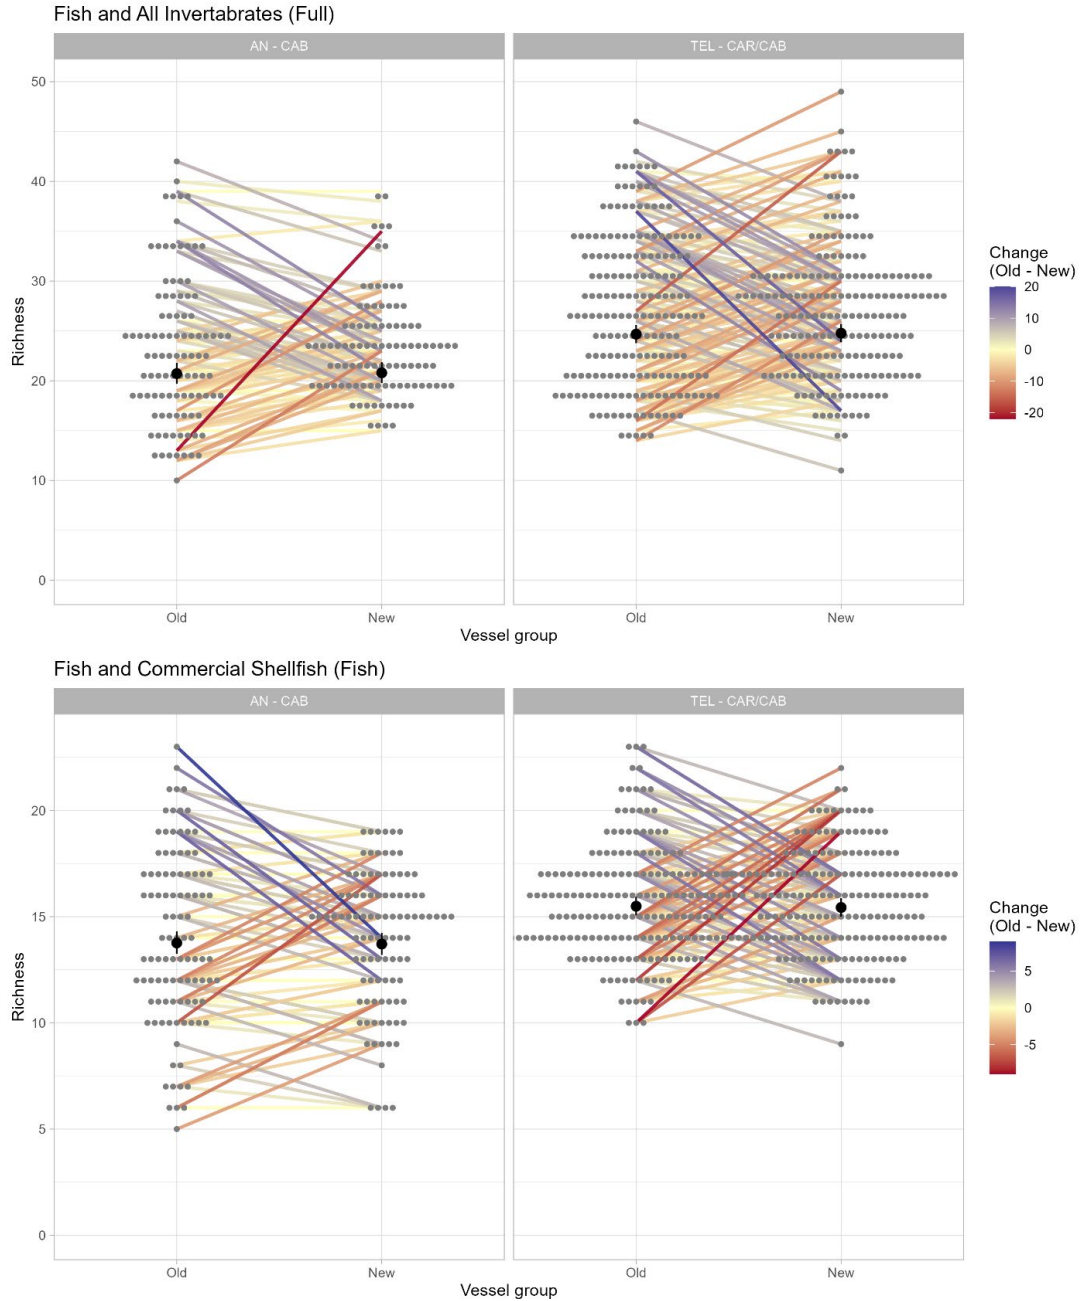 Fish and All Invertabrates (Full)
AN - CAB
TEL - CAR/CAB
50
40
30
20
10
0
Richness
Old
New
Old
New
Vessel group
Change
(Old - New)
20
10
0
-10
-20
Fish and Commercial Shellfish (Fish)
AN - CAB
TEL - CAR/CAB
20
15
10
5
0
Richness
Old
New
Old
New
Vessel group
Change
(Old - New)
5
0
-5